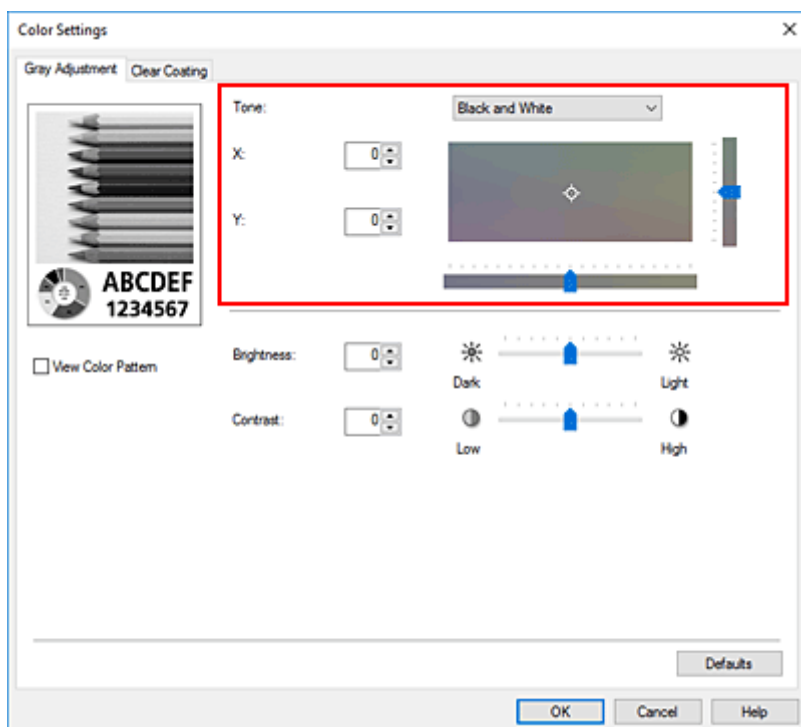 Color Settings
Gray Adjustment Clear Coating
Tone: Black and White
X: 0
Y: 0
ABCDEF
1234567
View Color Pattern
Brightness: 0
Dark Light
Contrast: 0
Low High
Defaults
OK Cancel Help